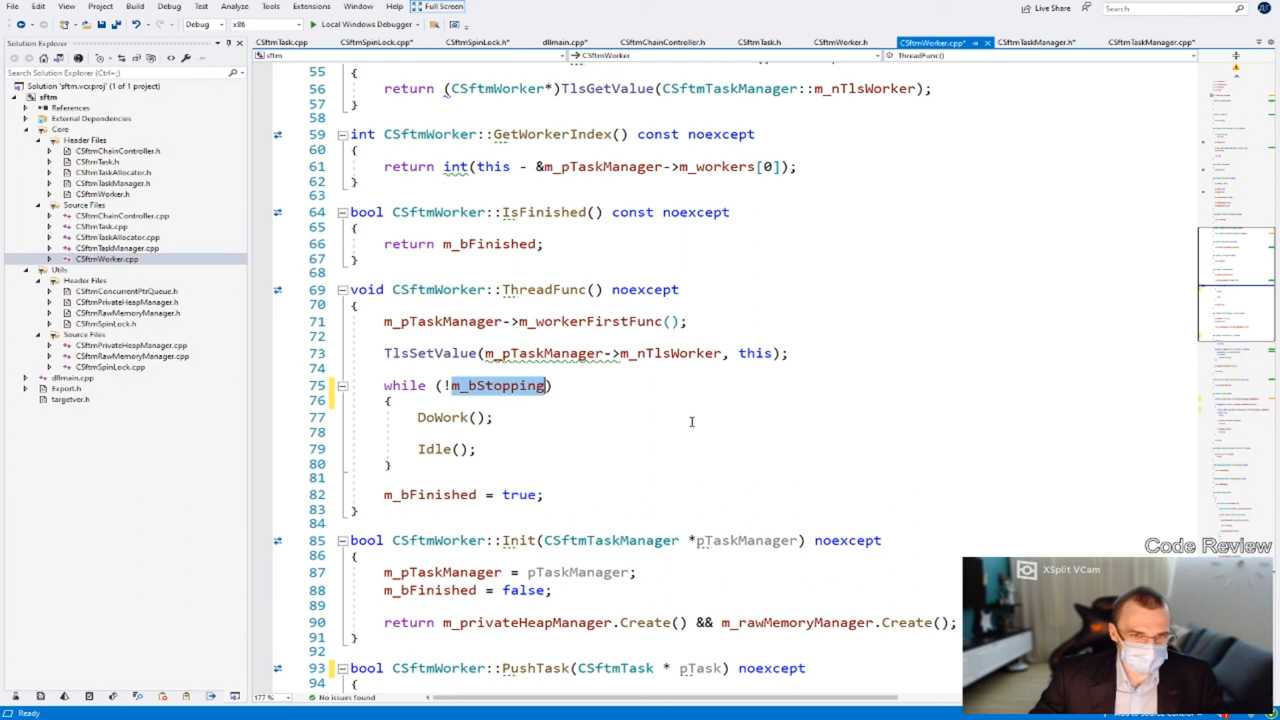 File Edit View Project Build Debug Test Analyze Tools Extensions Window Help Full Screen Live Share
Debug x86 Local Windows Debugger Search
Solution Explorer
Search Solution Explorer
Solution 'sftm.vcxproj' (1 of 1 project)
sftm
References
External Dependencies
Core
Header Files
CSftmChainController.h
CSftmTask.h
CSftmTaskAllocator.h
CSftmTaskManager.h
CSftmWorker.h
Source Files
CSftmChainController.cpp
CSftmTask.cpp
CSftmTaskAllocator.cpp
CSftmTaskManager.cpp
CSftmWorker.cpp
Utils
Header Files
CSftmConcurrentPtrQueue.h
CSftmPrivateHeapManager.h
CSftmRawMemoryManager.h
CSftmSpinLock.h
Source Files
CSftmPrivateHeapManager.cpp
CSftmRawMemoryManager.cpp
CSftmSpinLock.cpp
dllmain.cpp
Export.h
targetver.h
CSftmTask.cpp CSftmSpinLock.cpp* CSftmSpinLock.h* dllmain.cpp CSftmChainController.h CSftmTask.h CSftmWorker.h CSftmWorker.cpp* CSftmTaskManager.h* CSftmTaskManager.cpp*
sftm CSftmWorker ThreadFunc()
55 {
56 return (CSftmWorker*)TlsGetValue(CSftmTaskManager::m_nTlsWorker);
57 }
58
59 int CSftmWorker::GetWorkerIndex() const noexcept
60 {
61 return int(this &m_pTaskManager->m_workers[0]);
62 }
63
64 bool CSftmWorker::IsFinished() const noexcept
65 {
66 return m_bFinished;
67 }
68
69 void CSftmWorker::ThreadFunc() noexcept
70 {
71 m_pTaskManager->m_workerFirstFunc();
72
73 TlsSetValue(m_pTaskManager->m_nTlsWorker, this);
74
75 while (!m_bStopping)
76 {
77 DoWork();
78
79 Idle();
80 }
81
82 m_bFinished = true;
83 }
84
85 bool CSftmWorker::Init(CSftmTaskManager *pTaskManager) noexcept
86 {
87 m_pTaskManager = pTaskManager;
88 m_bFinished = false;
89
90 return m_privateHeapManager.Create() && m_rawMemoryManager.Create();
91 }
92
93 bool CSftmWorker::PushTask(CSftmTask * pTask) noexcept
94 {
Code Review
XSplit VCam
177 % No issues found
Ready